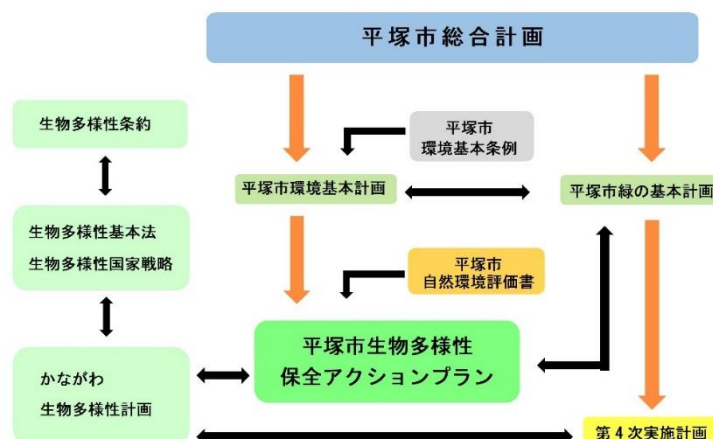 平塚市総合計画
生物多様性条約
平塚市
環境基本条例
平塚市環境基本計画
平塚市緑の基本計画
生物多様性基本法
生物多様性国家戦略
平塚市
自然環境評価書
平塚市生物多様性
保全アクションプラン
かながわ
生物多様性計画
第4次実施計画